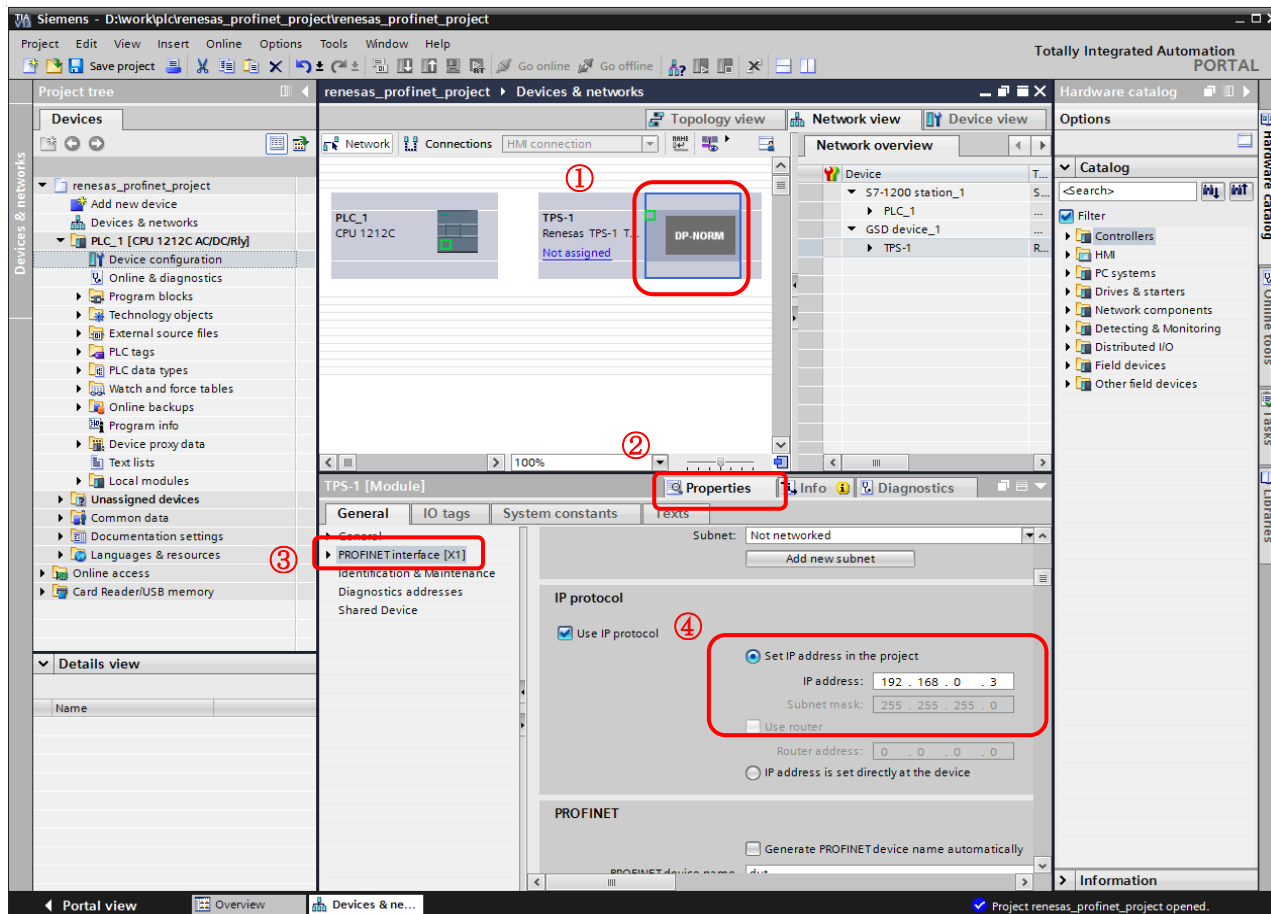 Siemens - D:\work\plc\renesas_profinet_project\renesas_profinet_project
Project Edit View Insert Online Options Tools Window Help
Totally Integrated Automation
PORTAL
Save project
Go online
Go offline
Project tree
renesas_profinet_project ▸ Devices & networks
Hardware catalog
Devices
Topology view
Network view
Device view
Options
Network
Connections
HMI connection
Network overview
Catalog
<Search>
Filter
Controllers
HMI
PC systems
Drives & starters
Network components
Detecting & Monitoring
Distributed I/O
Field devices
Other field devices
Device
T...
S7-1200 station_1
S...
PLC_1
...
GSD device_1
...
TPS-1
R...
Devices & networks
renesas_profinet_project
Add new device
Devices & networks
PLC_1 [CPU 1212C AC/DC/Rly]
Device configuration
Online & diagnostics
Program blocks
Technology objects
External source files
PLC tags
PLC data types
Watch and force tables
Online backups
Program info
Device proxy data
Text lists
Local modules
Unassigned devices
Common data
Documentation settings
Languages & resources
Online access
Card Reader/USB memory
①
PLC_1
CPU 1212C
TPS-1
Renesas TPS-1 T...
Not assigned
DP-NORM
②
100%
TPS-1 [Module]
Properties
Info
Diagnostics
General
IO tags
System constants
Texts
③
General
PROFINET interface [X1]
Identification & Maintenance
Diagnostics addresses
Shared Device
Subnet: Not networked
Add new subnet
IP protocol
Use IP protocol
④
Set IP address in the project
IP address: 192 . 168 . 0 . 3
Subnet mask: 255 . 255 . 255 . 0
Use router
Router address: 0 . 0 . 0 . 0
IP address is set directly at the device
PROFINET
Generate PROFINET device name automatically
PROFINET device name
dut
Details view
Name
Hardware catalog
Online tools
Tasks
Libraries
Information
Portal view
Overview
Devices & ne...
Project renesas_profinet_project opened.